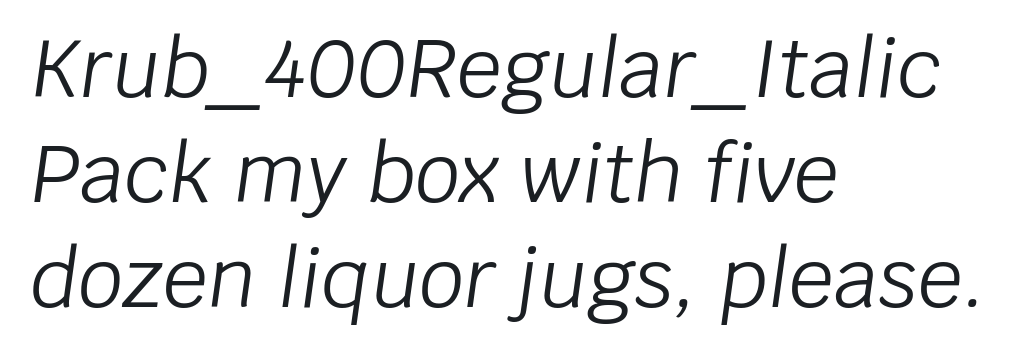 Krub_400Regular_Italic
Pack my box with five
dozen liquor jugs, please.